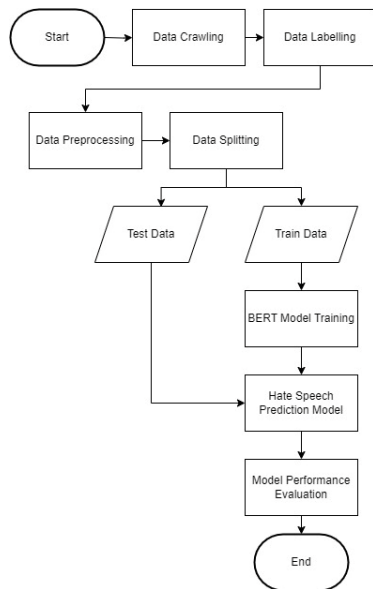 Start
Data Crawling
Data Labelling
Data Preprocessing
Data Splitting
Test Data
Train Data
BERT Model Training
Hate Speech
Prediction Model
Model Performance
Evaluation
End